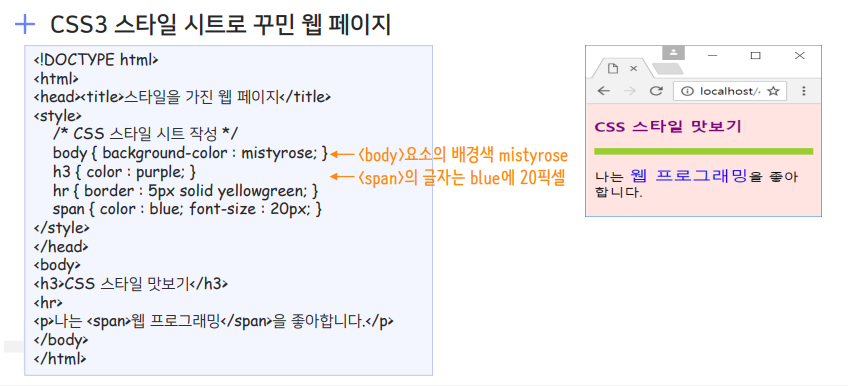 CSS3 스타일 시트로 꾸민 웹 페이지
<!DOCTYPE html>
<html>
<head><title>스타일을 가진 웹 페이지</title>
<style>
/* CSS 스타일 시트 작성 */
body { background-color : mistyrose; }
h3 { color : purple; }
hr { border : 5px solid yellowgreen; }
span { color : blue; font-size : 20px; }
</style>
</head>
<body>
<h3>CSS 스타일 맛보기</h3>
<hr>
<p>나는 <span>웹 프로그래밍</span>을 좋아합니다.</p>
</body>
</html>
<body>요소의 배경색 mistyrose
<span>의 글자는 blue에 20픽셀
localhost/
CSS 스타일 맛보기
나는 웹 프로그래밍을 좋아
합니다.